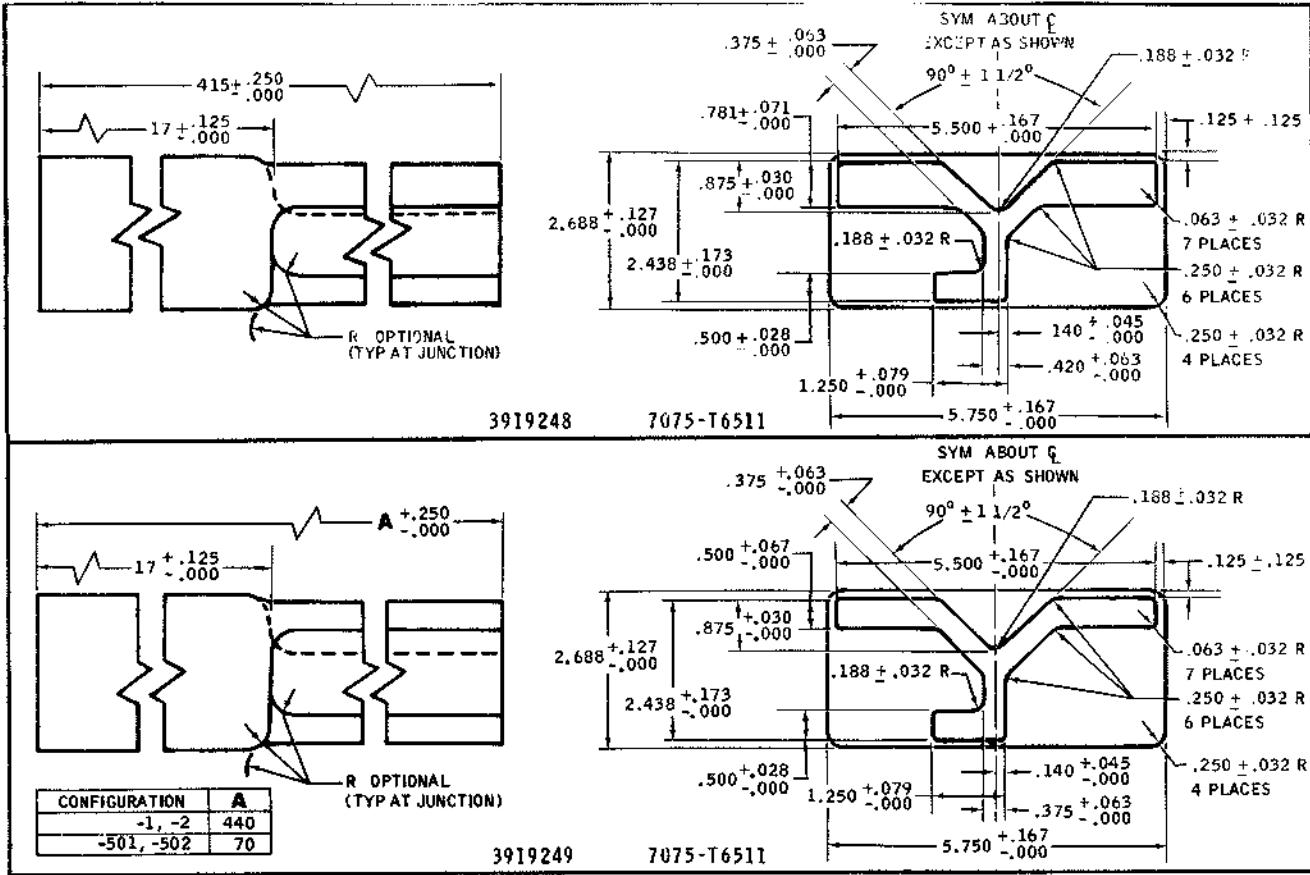 SYM ABOUT ℄
EXCEPT AS SHOWN
.375 ± .063 .000
.188 ± .032 R
90° ± 1 1/2°
415 + .250 - .000
17 + .125 - .000
.781 + .071 - .000
5.500 + .167 - .000
.125 + .125
.875 + .030 - .000
2.688 + .127 - .000
2.438 + .173 - .000
.188 ± .032 R
.063 ± .032 R
7 PLACES
.250 ± .032 R
6 PLACES
.500 + .028 - .000
.140 + .045 - .000
.250 ± .032 R
4 PLACES
R OPTIONAL
(TYP AT JUNCTION)
.420 + .063 - .000
1.250 + .079 - .000
5.750 + .167 - .000
3919248 7075-T6511
SYM ABOUT ℄
EXCEPT AS SHOWN
.375 + .063 - .000
.188 ± .032 R
90° ± 1 1/2°
A + .250 - .000
17 + .125 - .000
.500 + .067 - .000
5.500 + .167 - .000
.125 ± .125
.875 + .030 - .000
2.688 + .127 - .000
2.438 + .173 - .000
.188 ± .032 R
.063 ± .032 R
7 PLACES
.250 ± .032 R
6 PLACES
.500 + .028 - .000
.140 + .045 - .000
.250 ± .032 R
4 PLACES
R OPTIONAL
(TYP AT JUNCTION)
1.250 + .079 - .000
.375 + .063 - .000
5.750 + .167 - .000
CONFIGURATION A
-1, -2 440
-501, -502 70
3919249 7075-T6511